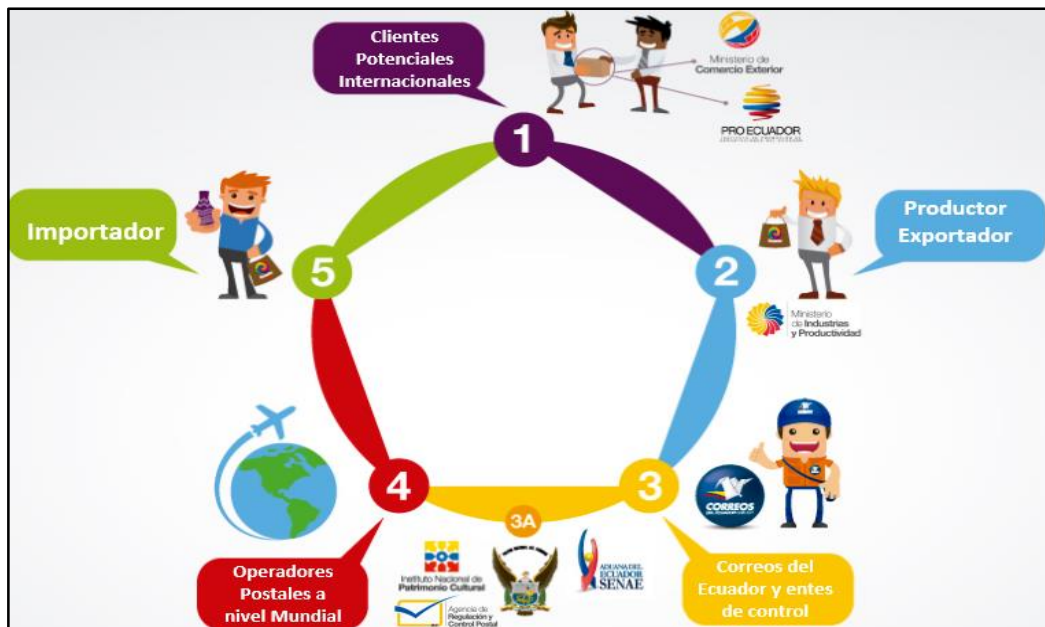 Clientes
Potenciales
Internacionales
Ministerio de
Comercio Exterior
PRO ECUADOR
1
Importador
5
2
Productor
Exportador
Ministerio
de Industrias
y Productividad
4
3
3A
CORREOS
DEL ECUADOR
Operadores
Postales a
nivel Mundial
Instituto Nacional de
Patrimonio Cultural
Agencia de
Regulación y
Control Postal
ADUANA DEL
ECUADOR
SENAE
Correos del
Ecuador y entes
de control